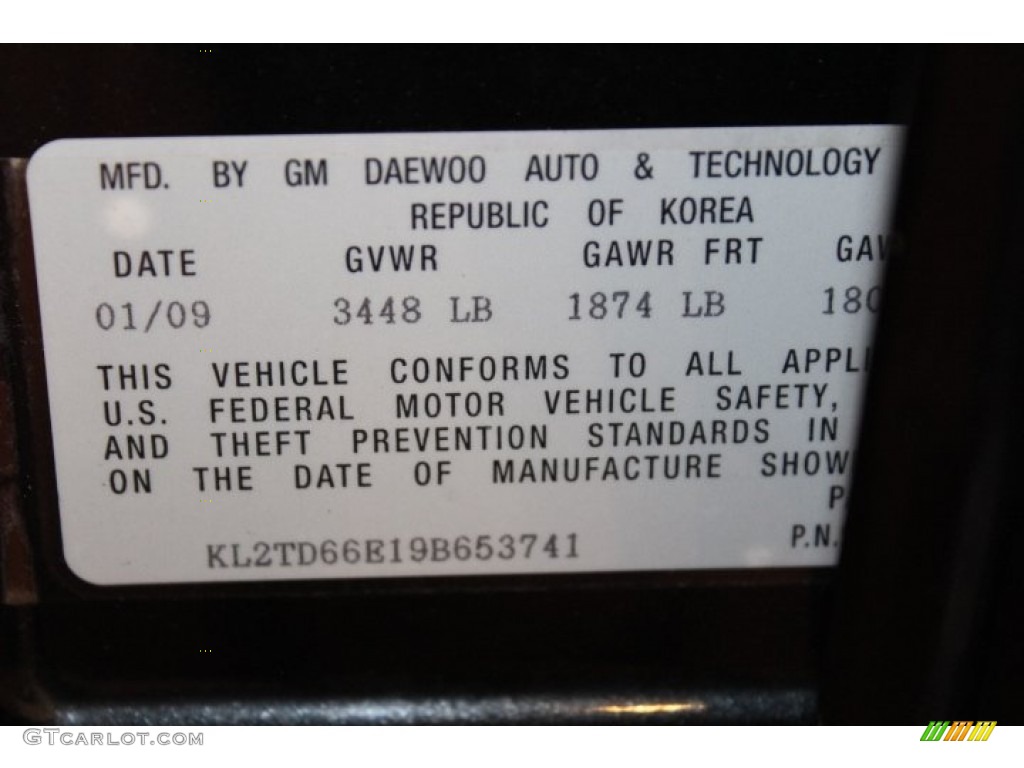 MFD. BY GM DAEWOO AUTO & TECHNOLOGY
REPUBLIC OF KOREA
DATE GVWR GAWR FRT
01/09 3448 LB 1874 LB
THIS VEHICLE CONFORMS TO ALL
U.S. FEDERAL MOTOR VEHICLE SAFETY,
AND THEFT PREVENTION STANDARDS IN
ON THE DATE OF MANUFACTURE
P.N.
KL2TD66E19B653741
GTCarLot.com